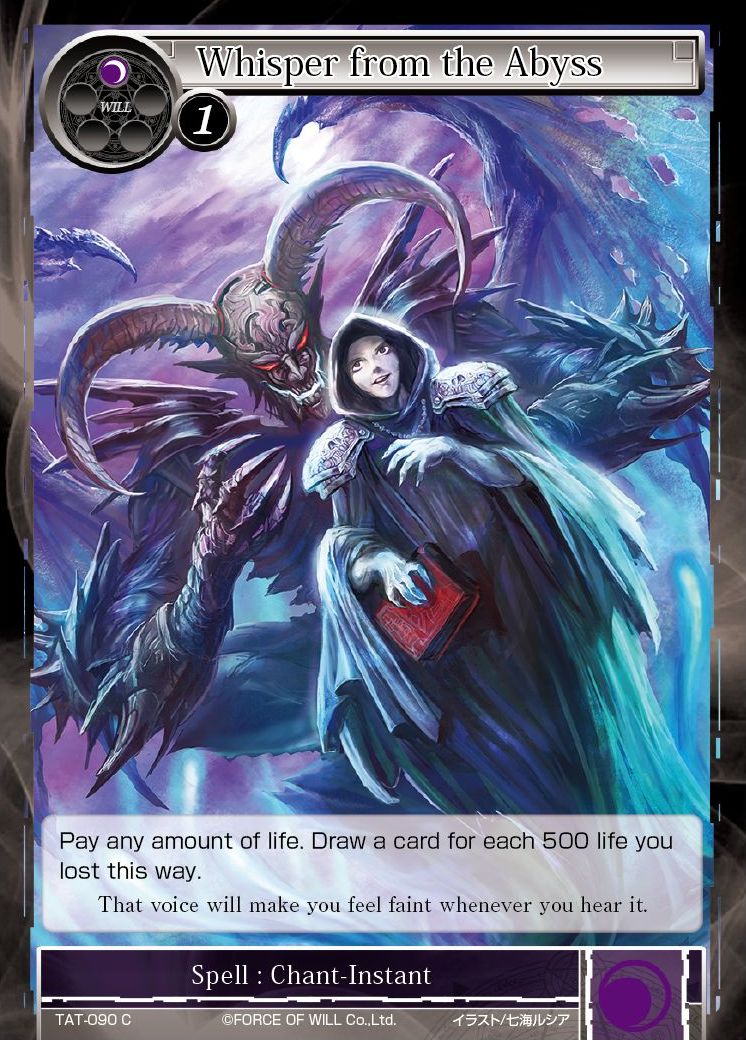 Whisper from the Abyss
WILL
1
Pay any amount of life. Draw a card for each 500 life you
lost this way.
That voice will make you feel faint whenever you hear it.
Spell : Chant-Instant
TAT-090 C ©FORCE OF WILL Co.,Ltd. イラスト/七海ルシア